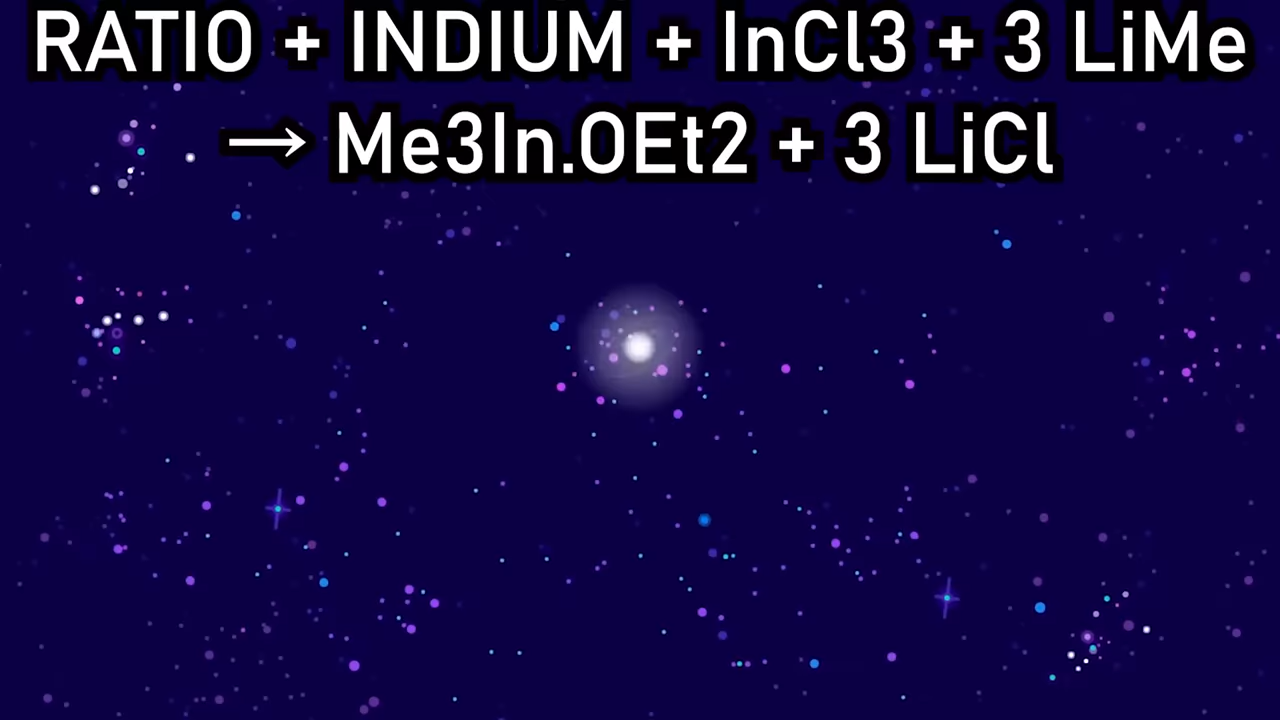 RATIO + INDIUM + InCl3 + 3 LiMe
→ Me3In.OEt2 + 3 LiCl